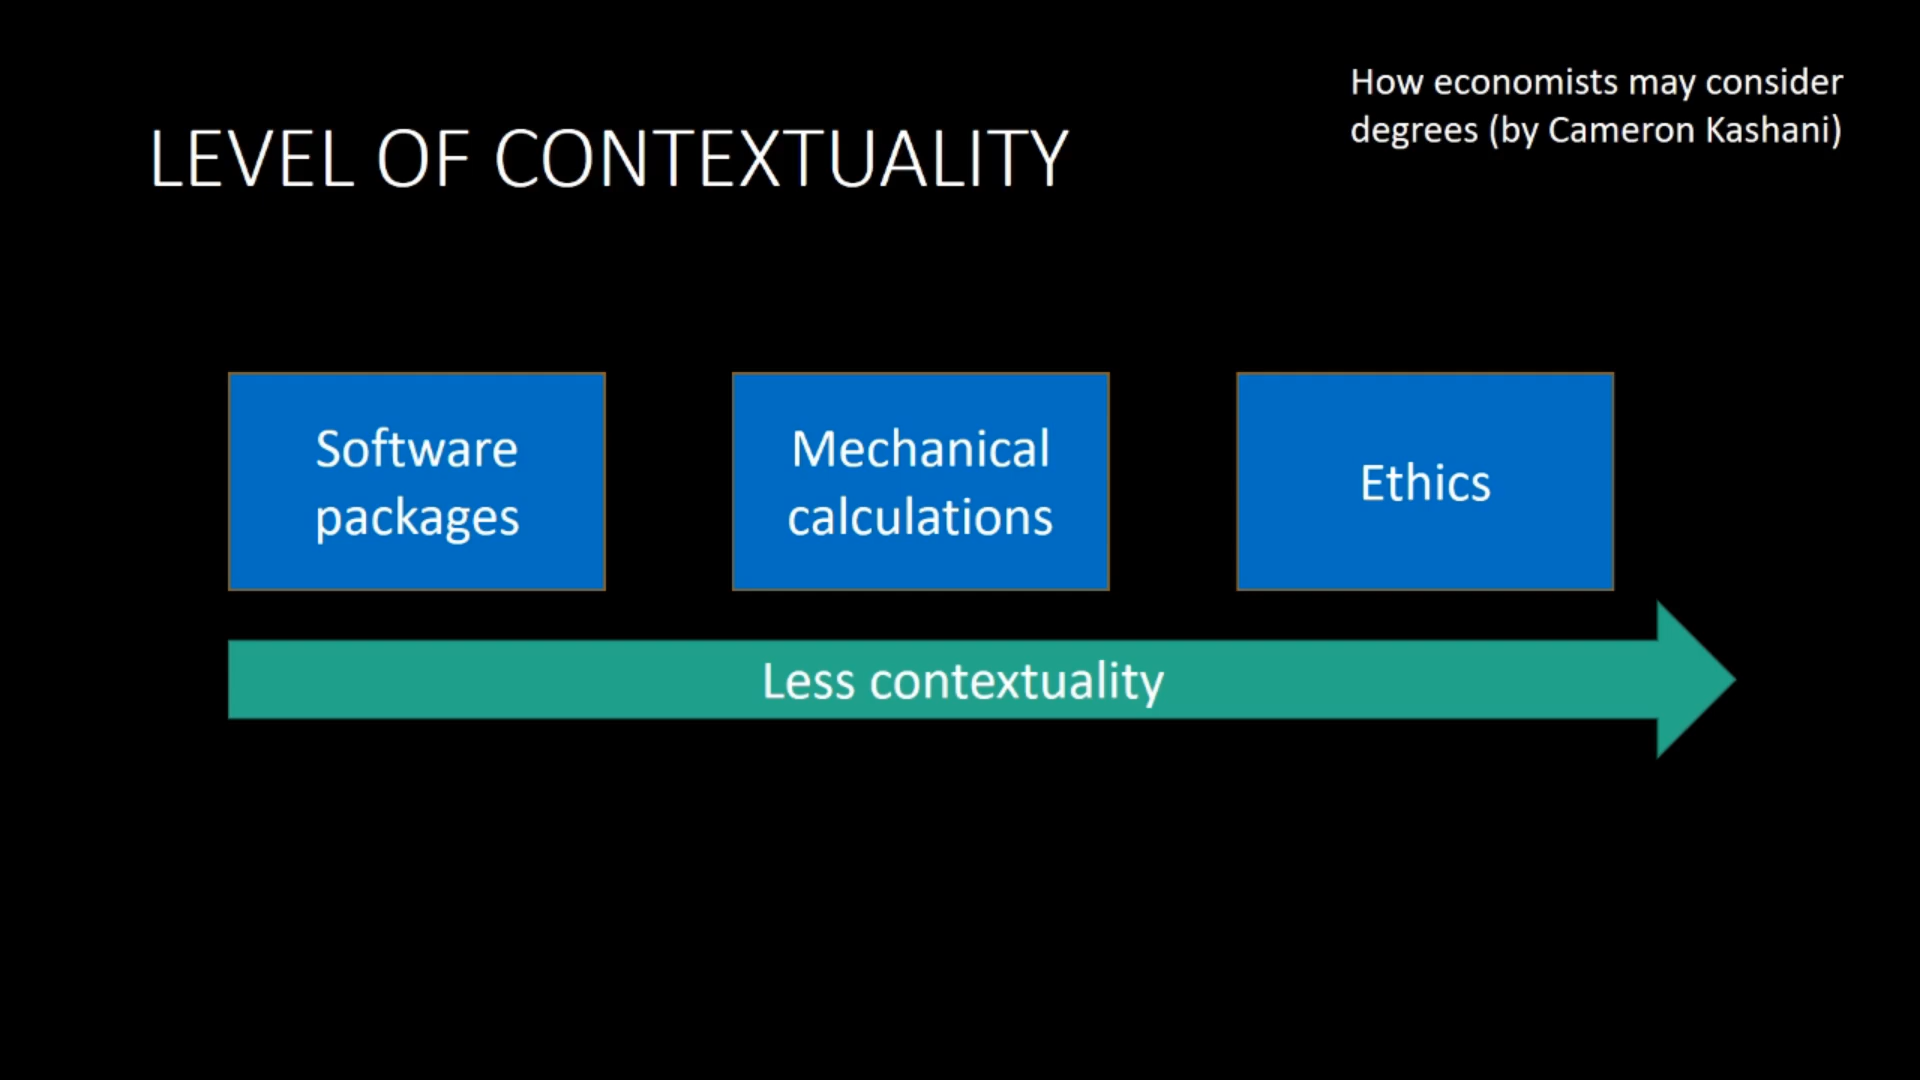 How economists may consider
degrees (by Cameron Kashani)
LEVEL OF CONTEXTUALITY
Software
packages
Mechanical
calculations
Ethics
Less contextuality